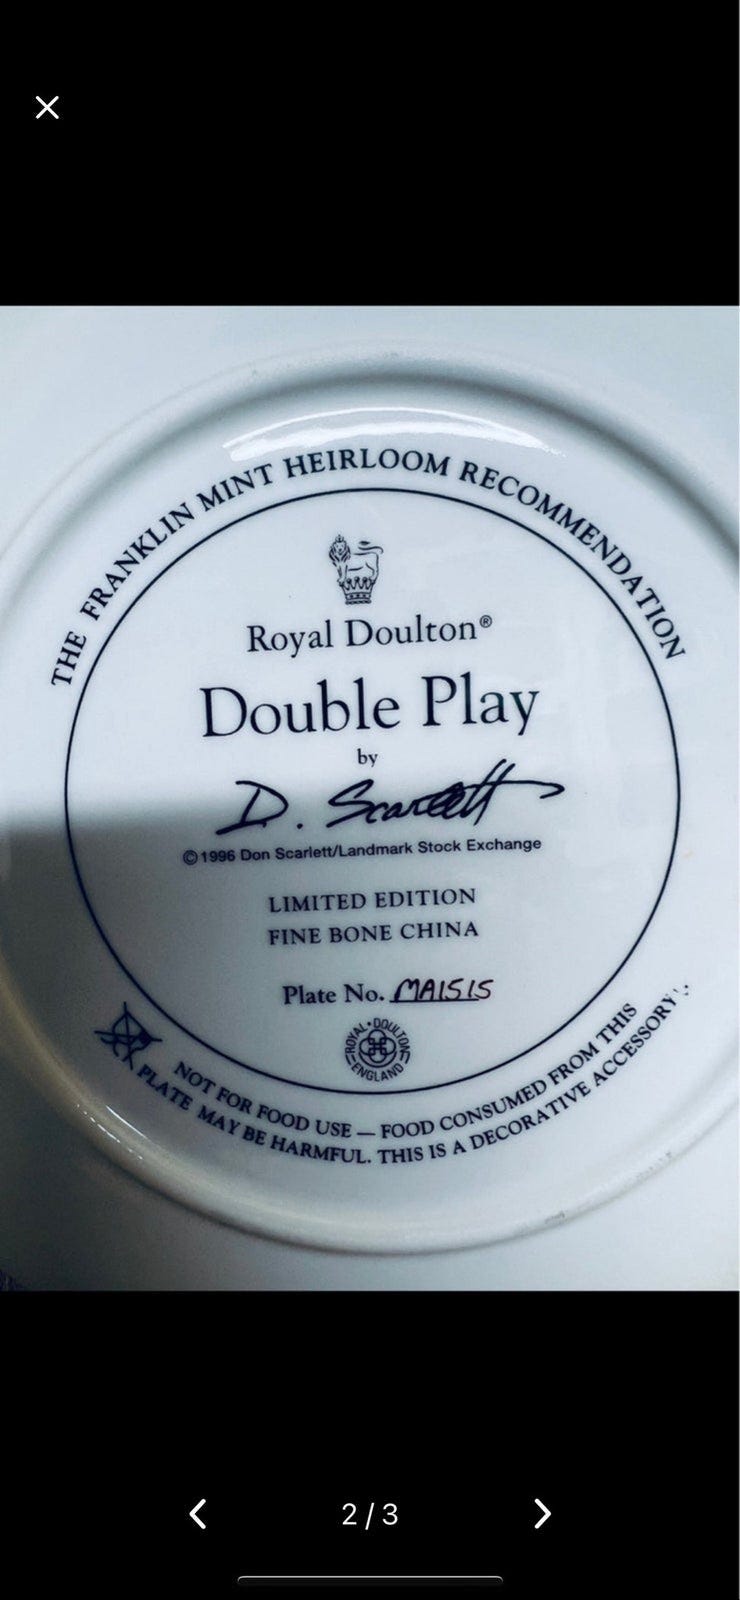 THE FRANKLIN MINT HEIRLOOM RECOMMENDATION
Royal Doulton®
Double Play
by
D. Scarlett
©1996 Don Scarlett/Landmark Stock Exchange
LIMITED EDITION
FINE BONE CHINA
Plate No. MA1515
ROYAL·DOULTON
ENGLAND
NOT FOR FOOD USE — FOOD CONSUMED FROM THIS
PLATE MAY BE HARMFUL. THIS IS A DECORATIVE ACCESSORY.
2/3